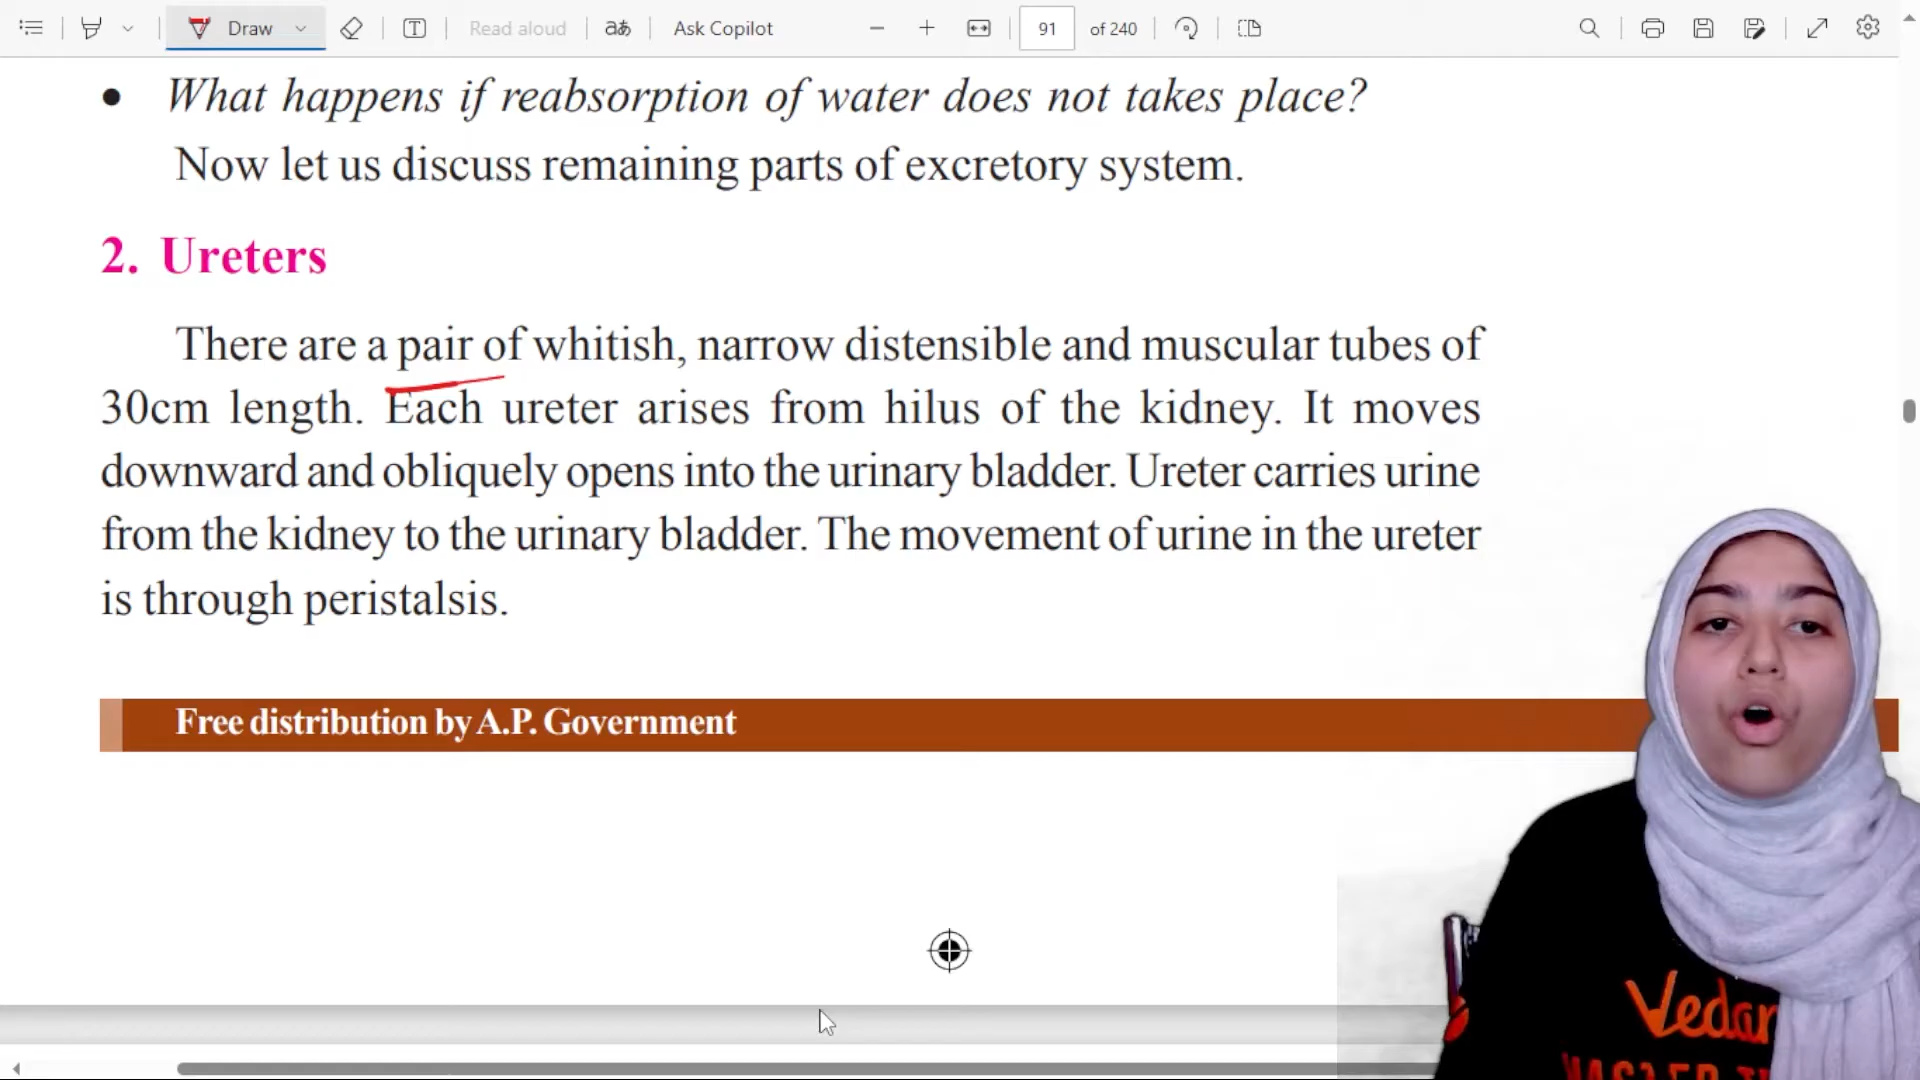 Draw
Read aloud
aあ
Ask Copilot
91
of 240
• What happens if reabsorption of water does not takes place?
Now let us discuss remaining parts of excretory system.
2. Ureters
There are a pair of whitish, narrow distensible and muscular tubes of
30cm length. Each ureter arises from hilus of the kidney. It moves
downward and obliquely opens into the urinary bladder. Ureter carries urine
from the kidney to the urinary bladder. The movement of urine in the ureter
is through peristalsis.
Free distribution by A.P. Government
Vedan